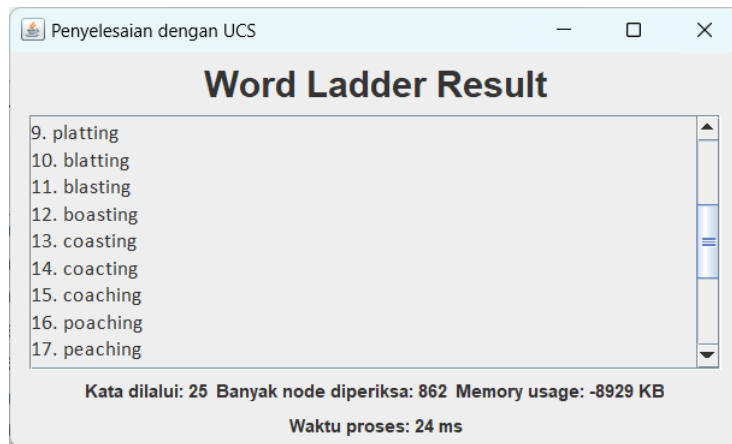 Penyelesaian dengan UCS
Word Ladder Result
9. platting
10. blatting
11. blasting
12. boasting
13. coasting
14. coacting
15. coaching
16. poaching
17. peaching
Kata dilalui: 25 Banyak node diperiksa: 862 Memory usage: -8929 KB
Waktu proses: 24 ms